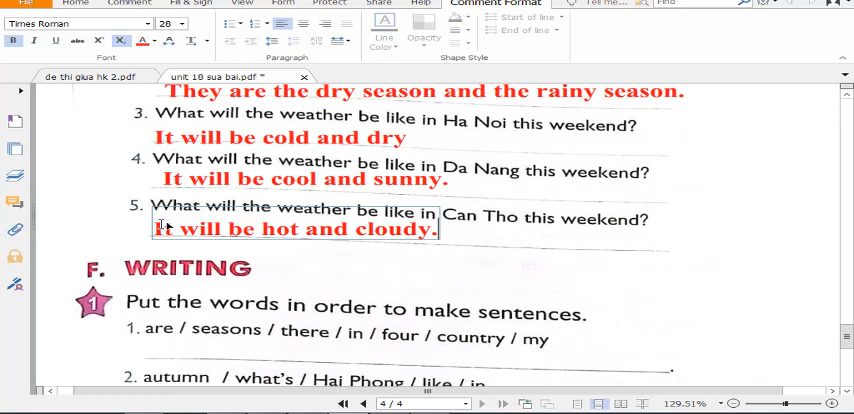 File Home Comment Fill & Sign View Form Protect Share Help Comment Format Tell me... Find
Times Roman 28
Start of line
End of line
B I U abc X₂ A
Line Color Opacity
Font Paragraph Shape Style
de thi giua hk 2.pdf unit 18 sua bai.pdf *
They are the dry season and the rainy season.
3. What will the weather be like in Ha Noi this weekend?
It will be cold and dry
4. What will the weather be like in Da Nang this weekend?
It will be cool and sunny.
5. What will the weather be like in Can Tho this weekend?
It will be hot and cloudy.
F. WRITING
1 Put the words in order to make sentences.
1. are / seasons / there / in / four / country / my
.
2. autumn / what's / Hai Phong / like / in
4 / 4 129.51%